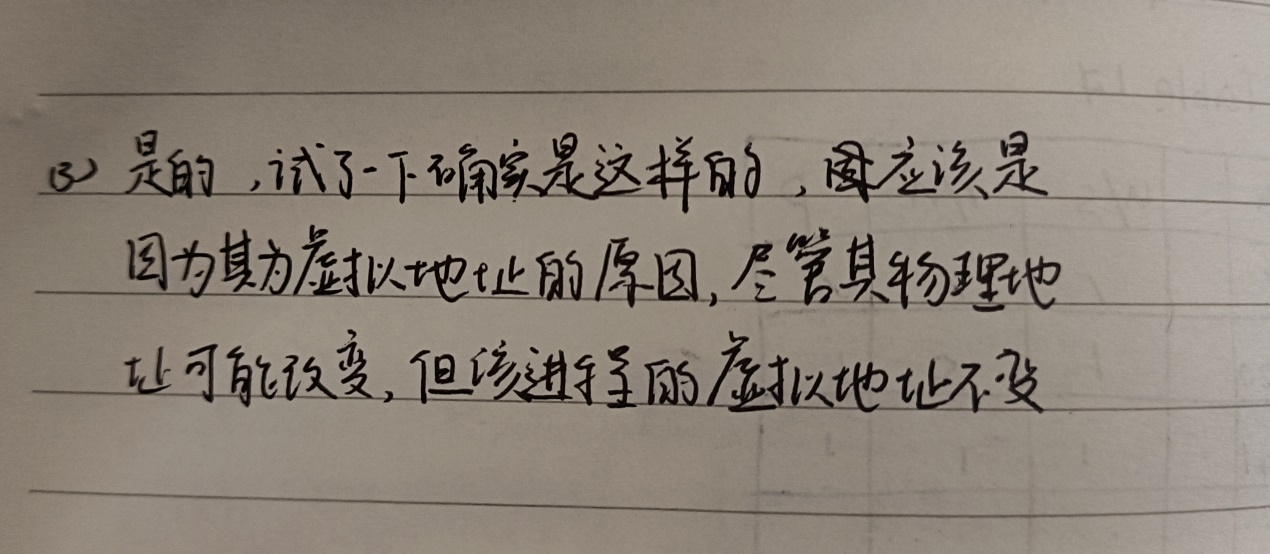 (3) 是的,试了一下确实是这样的,应该是
因为其为虚拟地址的原因,尽管其物理地
址可能改变,但该进程的虚拟地址不变